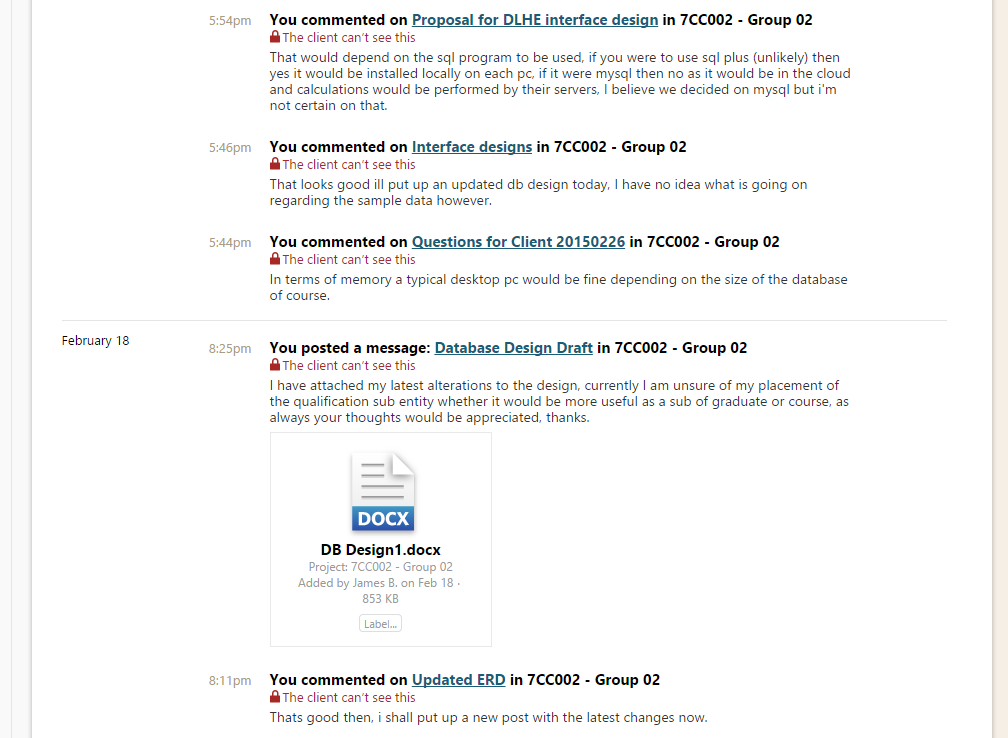 5:54pm You commented on Proposal for DLHE interface design in 7CC002 - Group 02
The client can't see this
That would depend on the sql program to be used, if you were to use sql plus (unlikely) then
yes it would be installed locally on each pc, if it were mysql then no as it would be in the cloud
and calculations would be performed by their servers, I believe we decided on mysql but i'm
not certain on that.
5:46pm You commented on Interface designs in 7CC002 - Group 02
The client can't see this
That looks good ill put up an updated db design today, I have no idea what is going on
regarding the sample data however.
5:44pm You commented on Questions for Client 20150226 in 7CC002 - Group 02
The client can't see this
In terms of memory a typical desktop pc would be fine depending on the size of the database
of course.
February 18
8:25pm You posted a message: Database Design Draft in 7CC002 - Group 02
The client can't see this
I have attached my latest alterations to the design, currently I am unsure of my placement of
the qualification sub entity whether it would be more useful as a sub of graduate or course, as
always your thoughts would be appreciated, thanks.
DOCX
DB Design1.docx
Project: 7CC002 - Group 02
Added by James B. on Feb 18 ·
853 KB
Label...
8:11pm You commented on Updated ERD in 7CC002 - Group 02
The client can't see this
Thats good then, i shall put up a new post with the latest changes now.